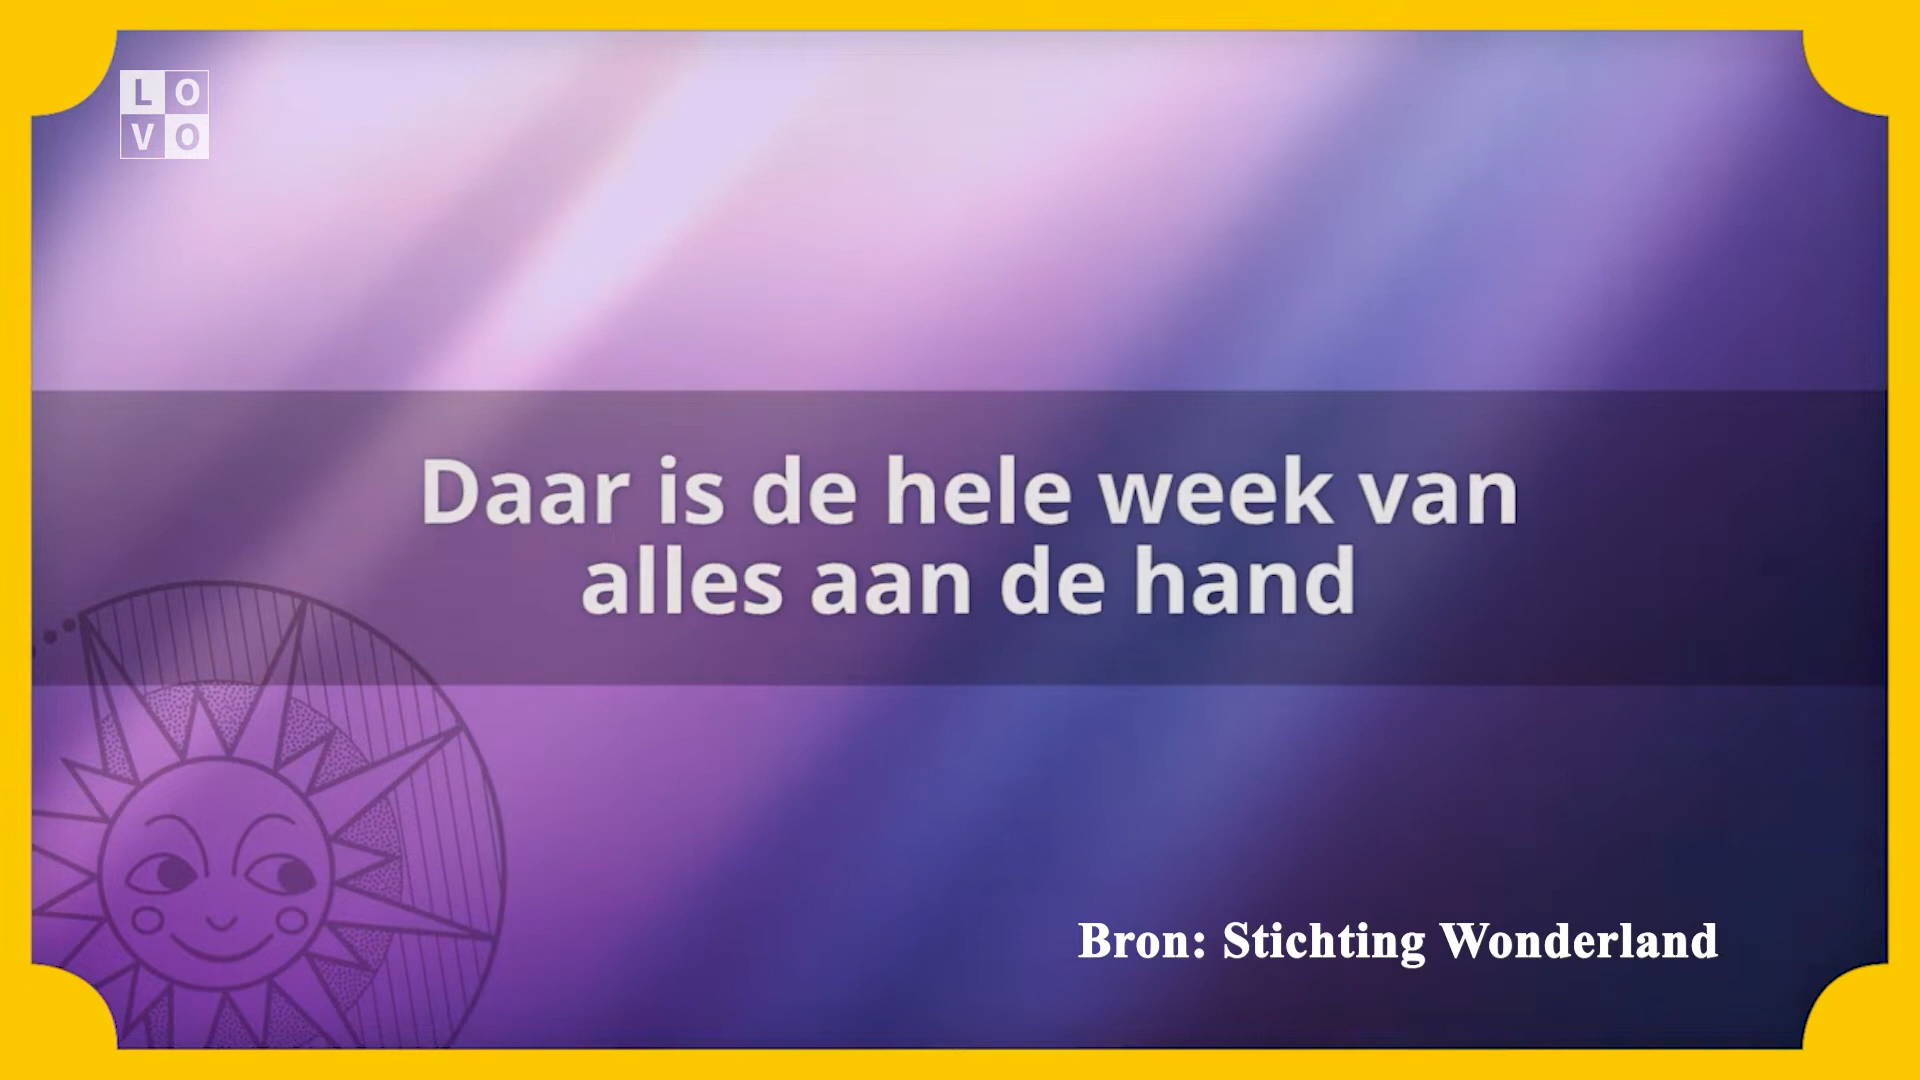 L O
V O
Daar is de hele week van
alles aan de hand
Bron: Stichting Wonderland